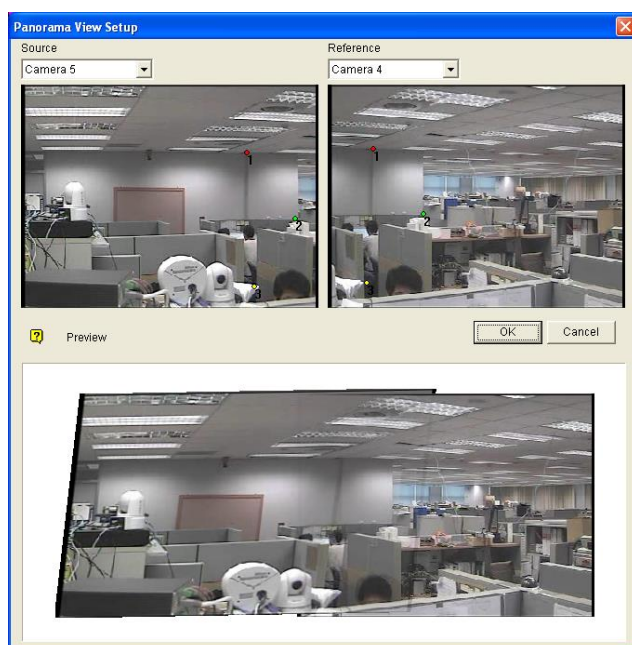 Panorama View Setup
Source
Reference
Camera 5
Camera 4
1
2
3
1
2
3
Preview
OK
Cancel